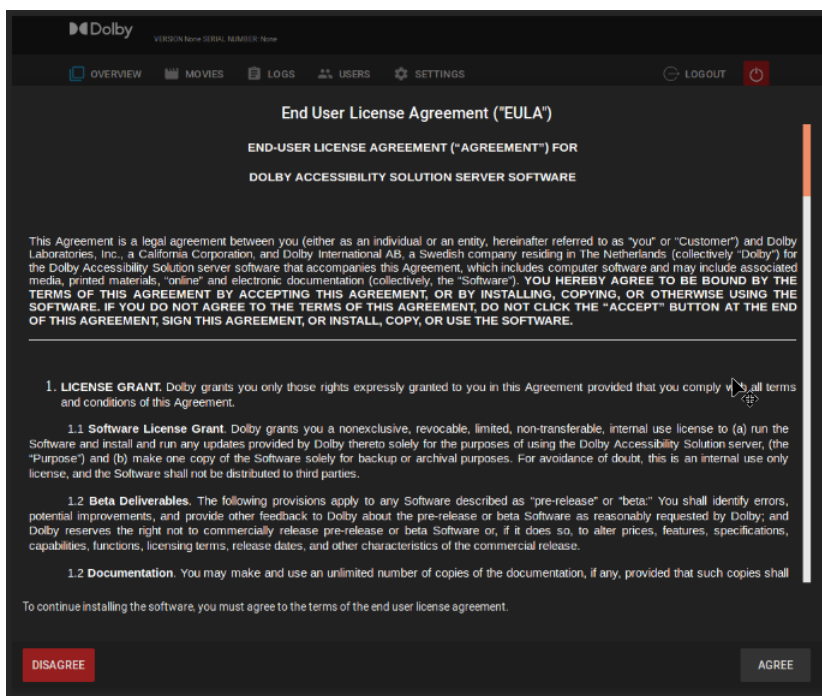 Dolby
VERSION None SERIAL NUMBER: None
OVERVIEW MOVIES LOGS USERS SETTINGS LOGOUT
End User License Agreement ("EULA")
END-USER LICENSE AGREEMENT (“AGREEMENT”) FOR
DOLBY ACCESSIBILITY SOLUTION SERVER SOFTWARE
This Agreement is a legal agreement between you (either as an individual or an entity, hereinafter referred to as “you” or “Customer”) and Dolby
Laboratories, Inc., a California Corporation, and Dolby International AB, a Swedish company residing in The Netherlands (collectively “Dolby”) for
the Dolby Accessibility Solution server software that accompanies this Agreement, which includes computer software and may include associated
media, printed materials, “online” and electronic documentation (collectively, the “Software”). YOU HEREBY AGREE TO BE BOUND BY THE
TERMS OF THIS AGREEMENT BY ACCEPTING THIS AGREEMENT, OR BY INSTALLING, COPYING, OR OTHERWISE USING THE
SOFTWARE. IF YOU DO NOT AGREE TO THE TERMS OF THIS AGREEMENT, DO NOT CLICK THE “ACCEPT” BUTTON AT THE END
OF THIS AGREEMENT, SIGN THIS AGREEMENT, OR INSTALL, COPY, OR USE THE SOFTWARE.
1. LICENSE GRANT. Dolby grants you only those rights expressly granted to you in this Agreement provided that you comply with all terms
and conditions of this Agreement.
1.1 Software License Grant. Dolby grants you a nonexclusive, revocable, limited, non-transferable, internal use license to (a) run the
Software and install and run any updates provided by Dolby thereto solely for the purposes of using the Dolby Accessibility Solution server, (the
“Purpose”) and (b) make one copy of the Software solely for backup or archival purposes. For avoidance of doubt, this is an internal use only
license, and the Software shall not be distributed to third parties.
1.2 Beta Deliverables. The following provisions apply to any Software described as “pre-release” or “beta:” You shall identify errors,
potential improvements, and provide other feedback to Dolby about the pre-release or beta Software as reasonably requested by Dolby; and
Dolby reserves the right not to commercially release pre-release or beta Software or, if it does so, to alter prices, features, specifications,
capabilities, functions, licensing terms, release dates, and other characteristics of the commercial release.
1.2 Documentation. You may make and use an unlimited number of copies of the documentation, if any, provided that such copies shall
To continue installing the software, you must agree to the terms of the end user license agreement.
DISAGREE AGREE